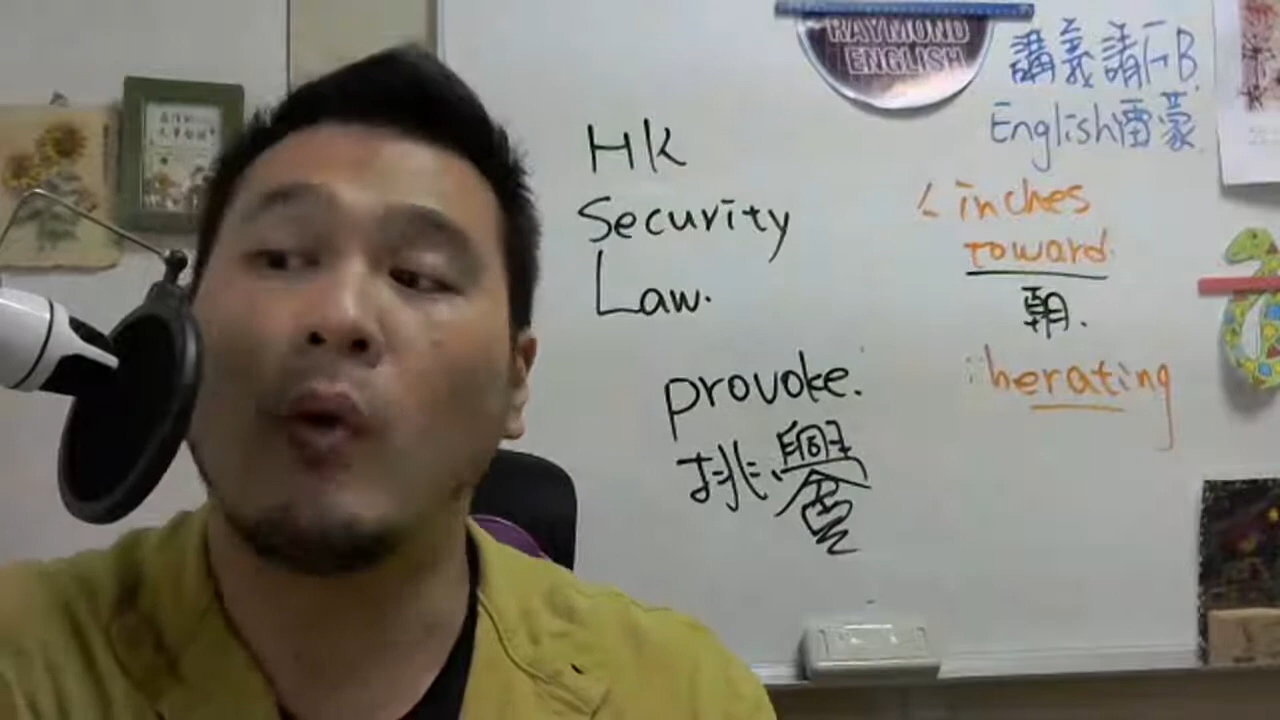 RAYMOND
ENGLISH
講義請FB
English雷蒙
HK
Security
Law.
provoke.
挑釁
inches
toward.
朝.
herating